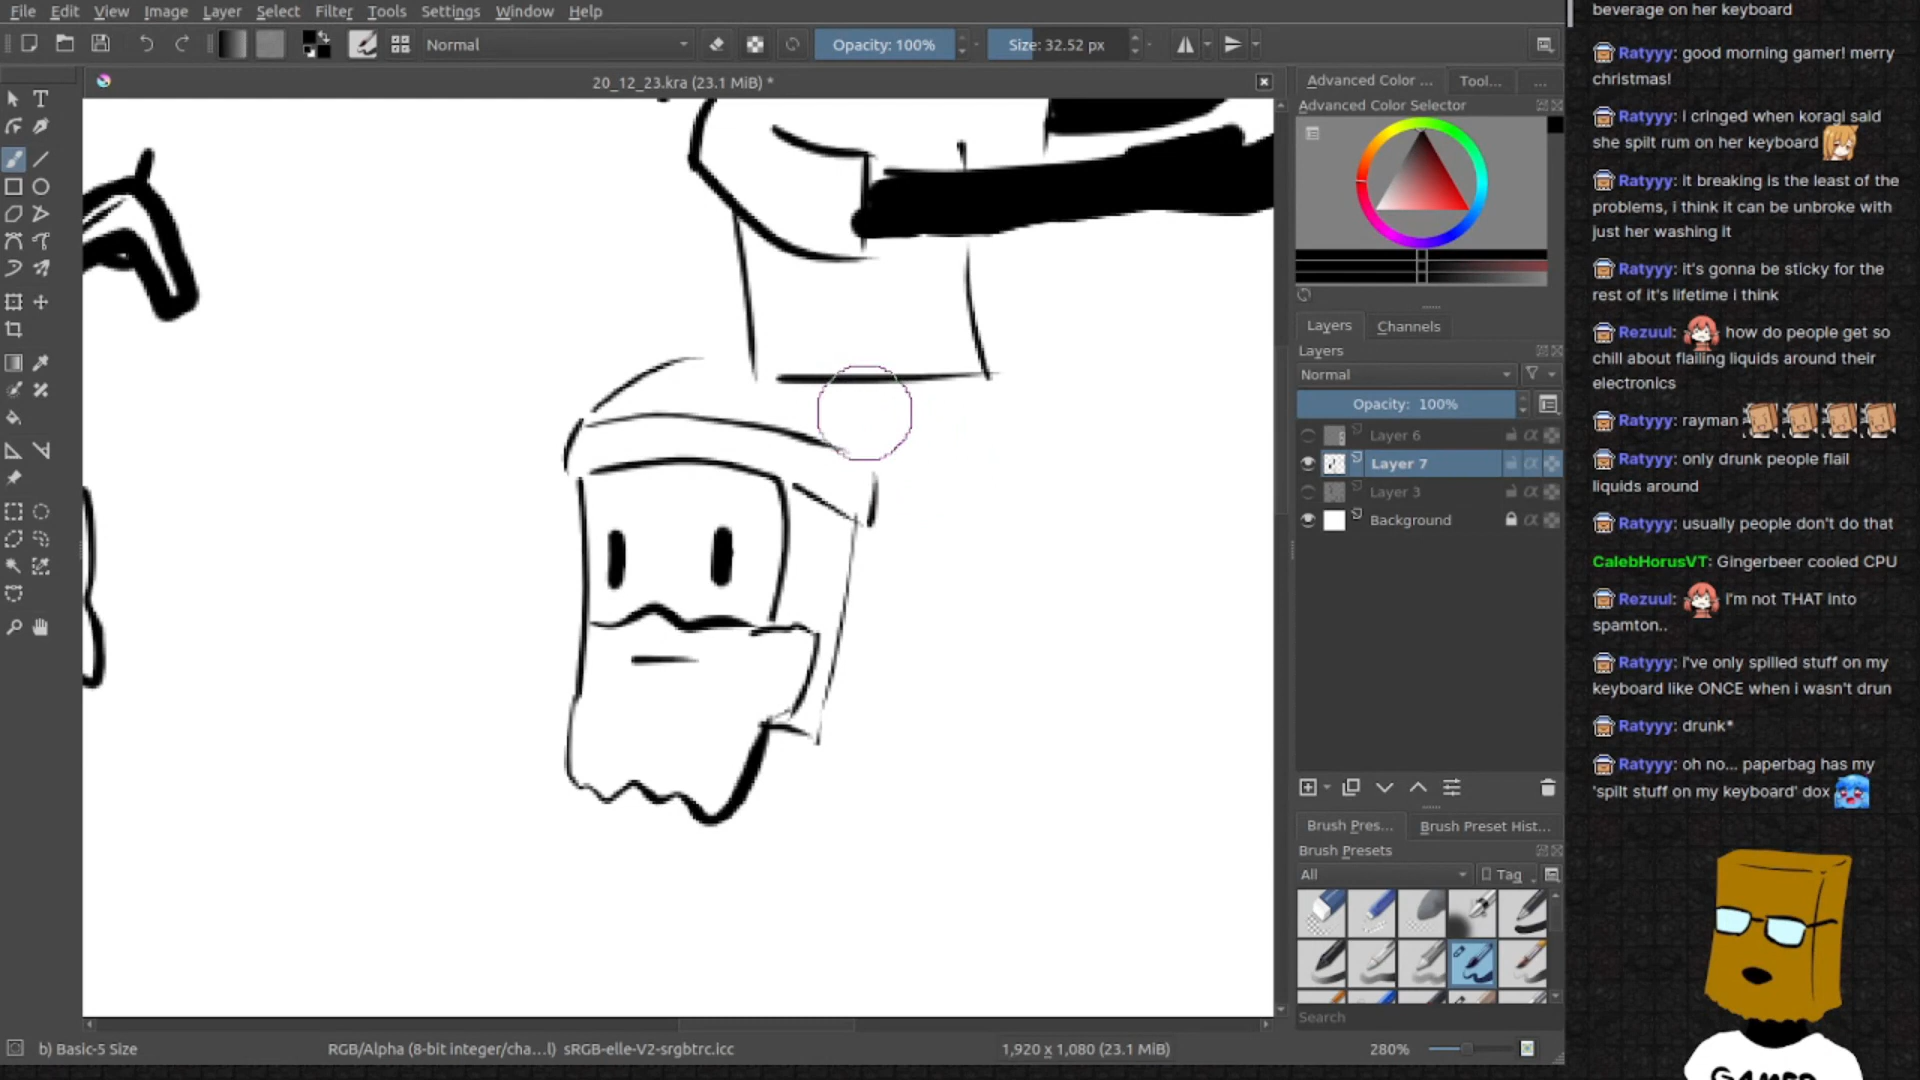 File Edit View Image Layer Select Filter Tools Settings Window Help
Normal
Opacity: 100%
Size: 32.52 px
20_12_23.kra (23.1 MiB) *
Advanced Color ...
Tool...
...
Advanced Color Selector
Layers
Channels
Layers
Normal
Opacity: 100%
Layer 6
Layer 7
Layer 3
Background
Brush Pres...
Brush Preset Hist...
Brush Presets
All
Tag
Search
b) Basic-5 Size
RGB/Alpha (8-bit integer/cha...l) sRGB-elle-V2-srgbtrc.icc
1,920 x 1,080 (23.1 MiB)
280%
beverage on her keyboard
Ratyyy: good morning gamer! merry
christmas!
Ratyyy: I cringed when koragi said
she spilt rum on her keyboard
Ratyyy: it breaking is the least of the
problems, i think it can be unbroke with
just her washing it
Ratyyy: it's gonna be sticky for the
rest of it's lifetime i think
Rezuul: how do people get so
chill about flailing liquids around their
electronics
Ratyyy: rayman
Ratyyy: only drunk people flail
liquids around
Ratyyy: usually people don't do that
CalebHorusVT: Gingerbeer cooled CPU
Rezuul: I'm not THAT into
spamton..
Ratyyy: i've only spilled stuff on my
keyboard like ONCE when i wasn't drun
Ratyyy: drunk*
Ratyyy: oh no... paperbag has my
'spilt stuff on my keyboard' dox
GAMER